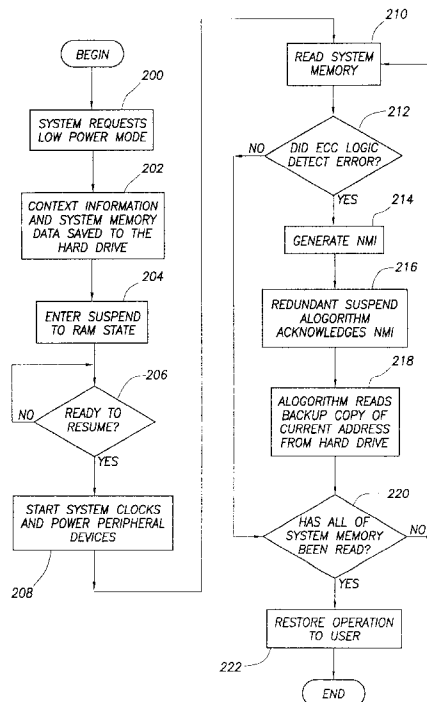 BEGIN
200
SYSTEM REQUESTS
LOW POWER MODE
202
CONTEXT INFORMATION
AND SYSTEM MEMORY
DATA SAVED TO THE
HARD DRIVE
204
ENTER SUSPEND
TO RAM STATE
206
NO
READY TO
RESUME?
YES
START SYSTEM CLOCKS
AND POWER PERIPHERAL
DEVICES
208
210
READ SYSTEM
MEMORY
212
NO
DID ECC LOGIC
DETECT ERROR?
YES
214
GENERATE NMI
216
REDUNDANT SUSPEND
ALOGORITHM
ACKNOWLEDGES NMI
218
ALOGORITHM READS
BACKUP COPY OF
CURRENT ADDRESS
FROM HARD DRIVE
220
HAS ALL OF
SYSTEM MEMORY
BEEN READ?
NO
YES
RESTORE OPERATION
TO USER
222
END